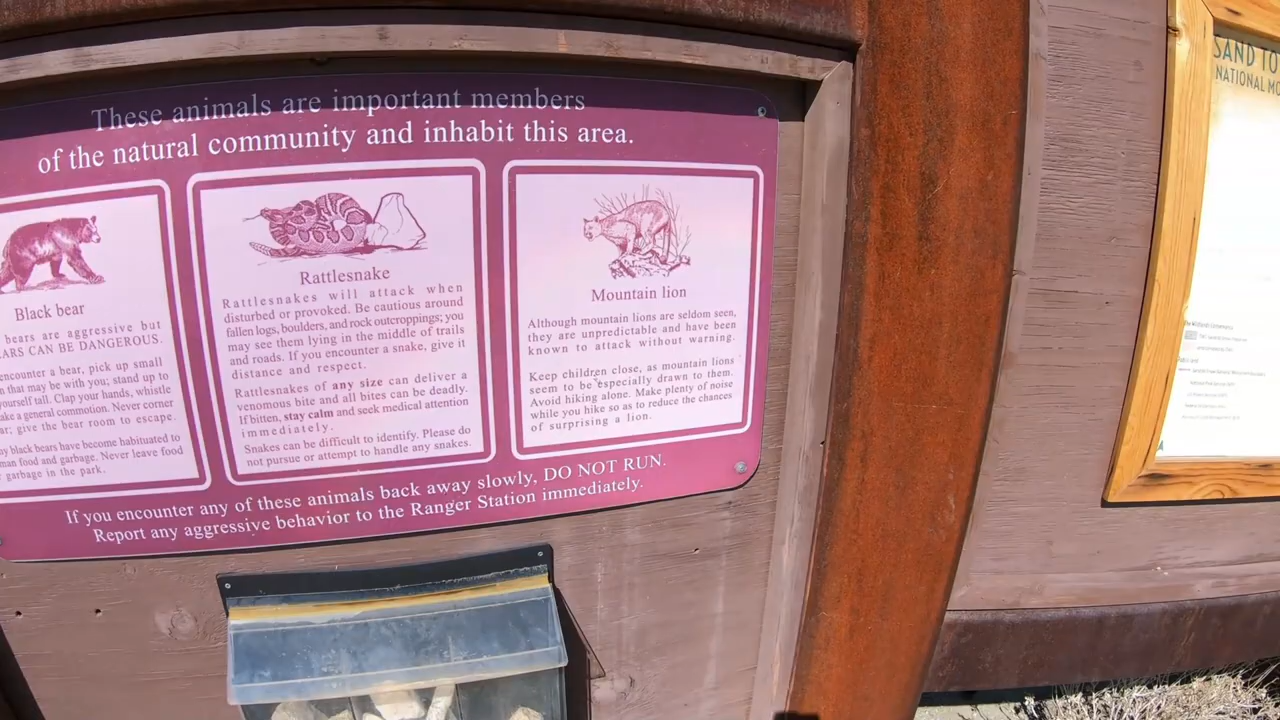 These animals are important members
of the natural community and inhabit this area.
Black bear
bears are aggressive but
BEARS CAN BE DANGEROUS.
encounter a bear, pick up small
that may be with you; stand up to
yourself tall. Clap your hands, whistle
make a general commotion. Never corner
give the bear room to escape.
black bears have become habituated to
human food and garbage. Never leave food
garbage in the park.
Rattlesnake
Rattlesnakes will attack when
disturbed or provoked. Be cautious around
fallen logs, boulders, and rock outcroppings; you
may see them lying in the middle of trails
and roads. If you encounter a snake, give it
distance and respect.
Rattlesnakes of any size can deliver a
venomous bite and all bites can be deadly.
If bitten, stay calm and seek medical attention
immediately.
Snakes can be difficult to identify. Please do
not pursue or attempt to handle any snakes.
Mountain lion
Although mountain lions are seldom seen,
they are unpredictable and have been
known to attack without warning.
Keep children close, as mountain lions
seem to be especially drawn to them.
Avoid hiking alone. Make plenty of noise
while you hike so as to reduce the chances
of surprising a lion.
If you encounter any of these animals back away slowly, DO NOT RUN.
Report any aggressive behavior to the Ranger Station immediately.
SAND TO
NATIONAL MO